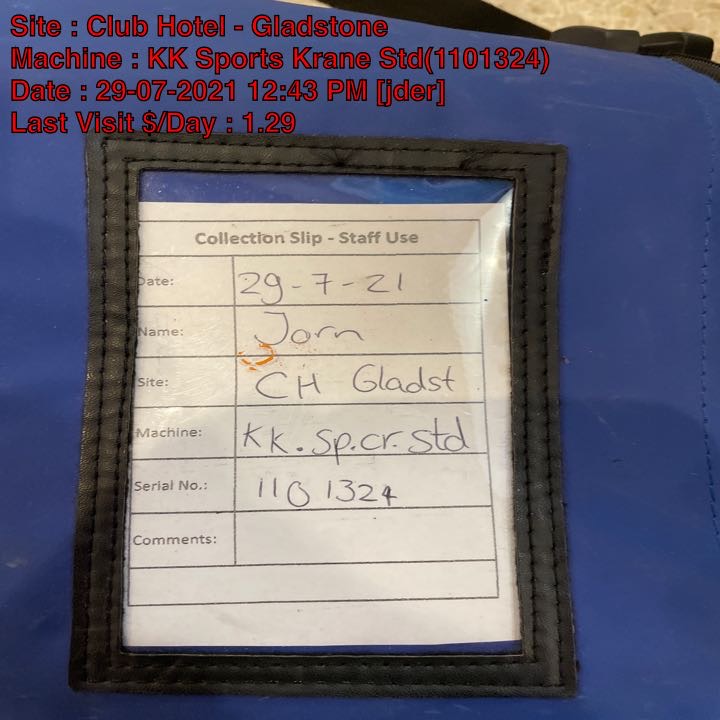 Site : Club Hotel - Gladstone
Machine : KK Sports Krane Std(1101324)
Date : 29-07-2021 12:43 PM [jder]
Last Visit $/Day : 1.29
Collection Slip - Staff Use
Date: 29-7-21
Name: Jorn
Site: CH Gladst
Machine: KK.Sp.cr.Std
Serial No.: 1101324
Comments: